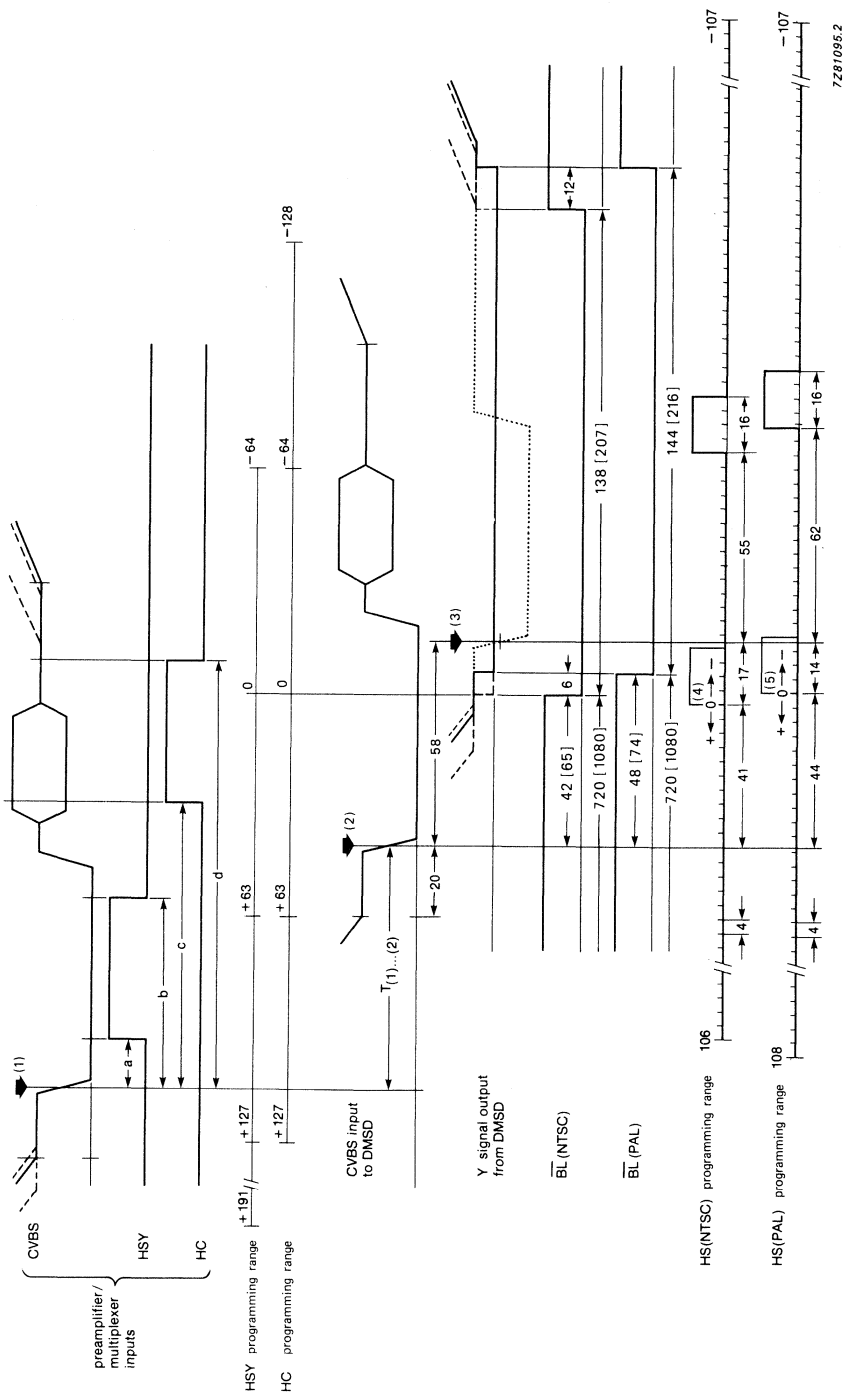 (1)
CVBS
a
b
HSY
c
d
HC
preamplifier/
multiplexer
inputs
+191 +127 +63 0 −64
HSY programming range
+127 +63 0 −64 −128
HC programming range
T(1)...(2)
(2)
20
58
CVBS input
to DMSD
(3)
Y signal output
from DMSD
6
12
BL (NTSC)
42 [65]
138 [207]
720 [1080]
BL (PAL)
48 [74]
144 [216]
720 [1080]
(4)
+ 0 −
106 −107
4 41 17 55 16
HS(NTSC) programming range
(5)
+ 0 −
108 −107
4 44 14 62 16
HS(PAL) programming range
7Z81095.2